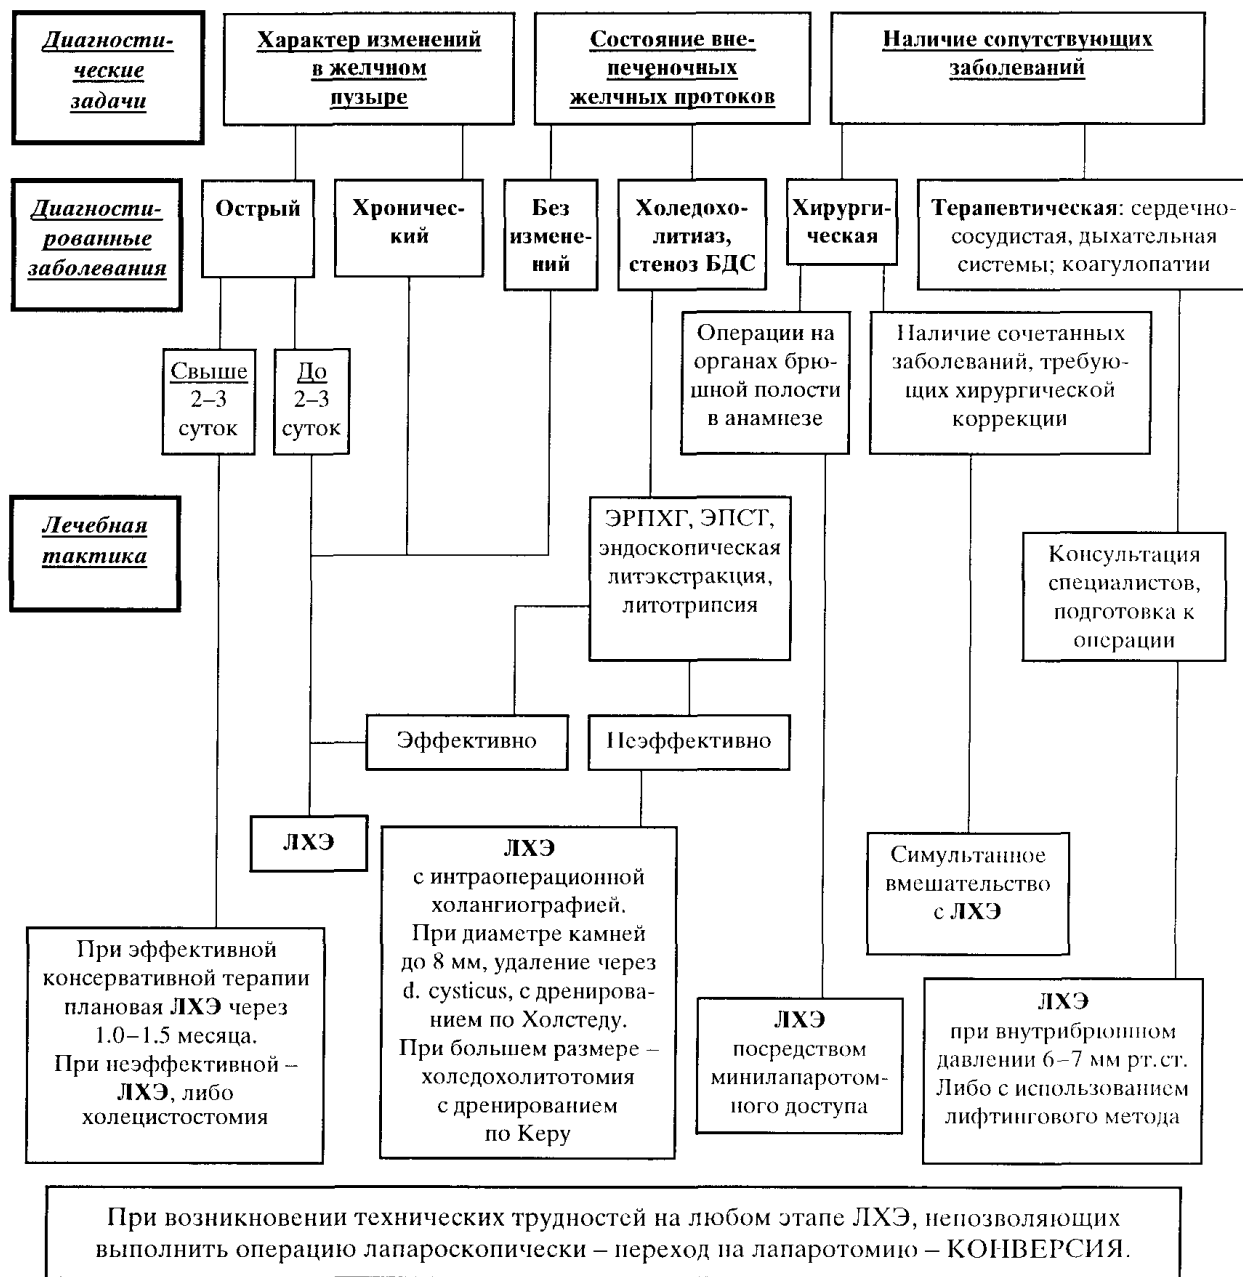 Диагности-
ческие
задачи
Характер изменений
в желчном
пузыре
Состояние вне-
печеночных
желчных протоков
Наличие сопутствующих
заболеваний
Диагности-
рованные
заболевания
Острый
Хроничес-
кий
Без
измене-
ний
Холедохо-
литиаз,
стеноз БДС
Хирурги-
ческая
Терапевтическая: сердечно-
сосудистая, дыхательная
системы; коагулопатии
Свыше
2–3
суток
До
2–3
суток
Операции на
органах брю-
шной полости
в анамнезе
Наличие сочетанных
заболеваний, требую-
щих хирургической
коррекции
Лечебная
тактика
ЭРПХГ, ЭПСТ,
эндоскопическая
литэкстракция,
литотрипсия
Консультация
специалистов,
подготовка к
операции
Эффективно
Неэффективно
ЛХЭ
ЛХЭ
с интраоперационной
холангиографией.
При диаметре камней
до 8 мм, удаление через
d. cysticus, с дренирова-
нием по Холстеду.
При большем размере –
холедохолитотомия
с дренированием
по Керу
Симультанное
вмешательство
с ЛХЭ
При эффективной
консервативной терапии
плановая ЛХЭ через
1.0–1.5 месяца.
При неэффективной –
ЛХЭ, либо
холецистостомия
ЛХЭ
посредством
минилапаротом-
ного доступа
ЛХЭ
при внутрибрюшном
давлении 6–7 мм рт.ст.
Либо с использованием
лифтингового метода
При возникновении технических трудностей на любом этапе ЛХЭ, непозволяющих
выполнить операцию лапароскопически – переход на лапаротомию – КОНВЕРСИЯ.